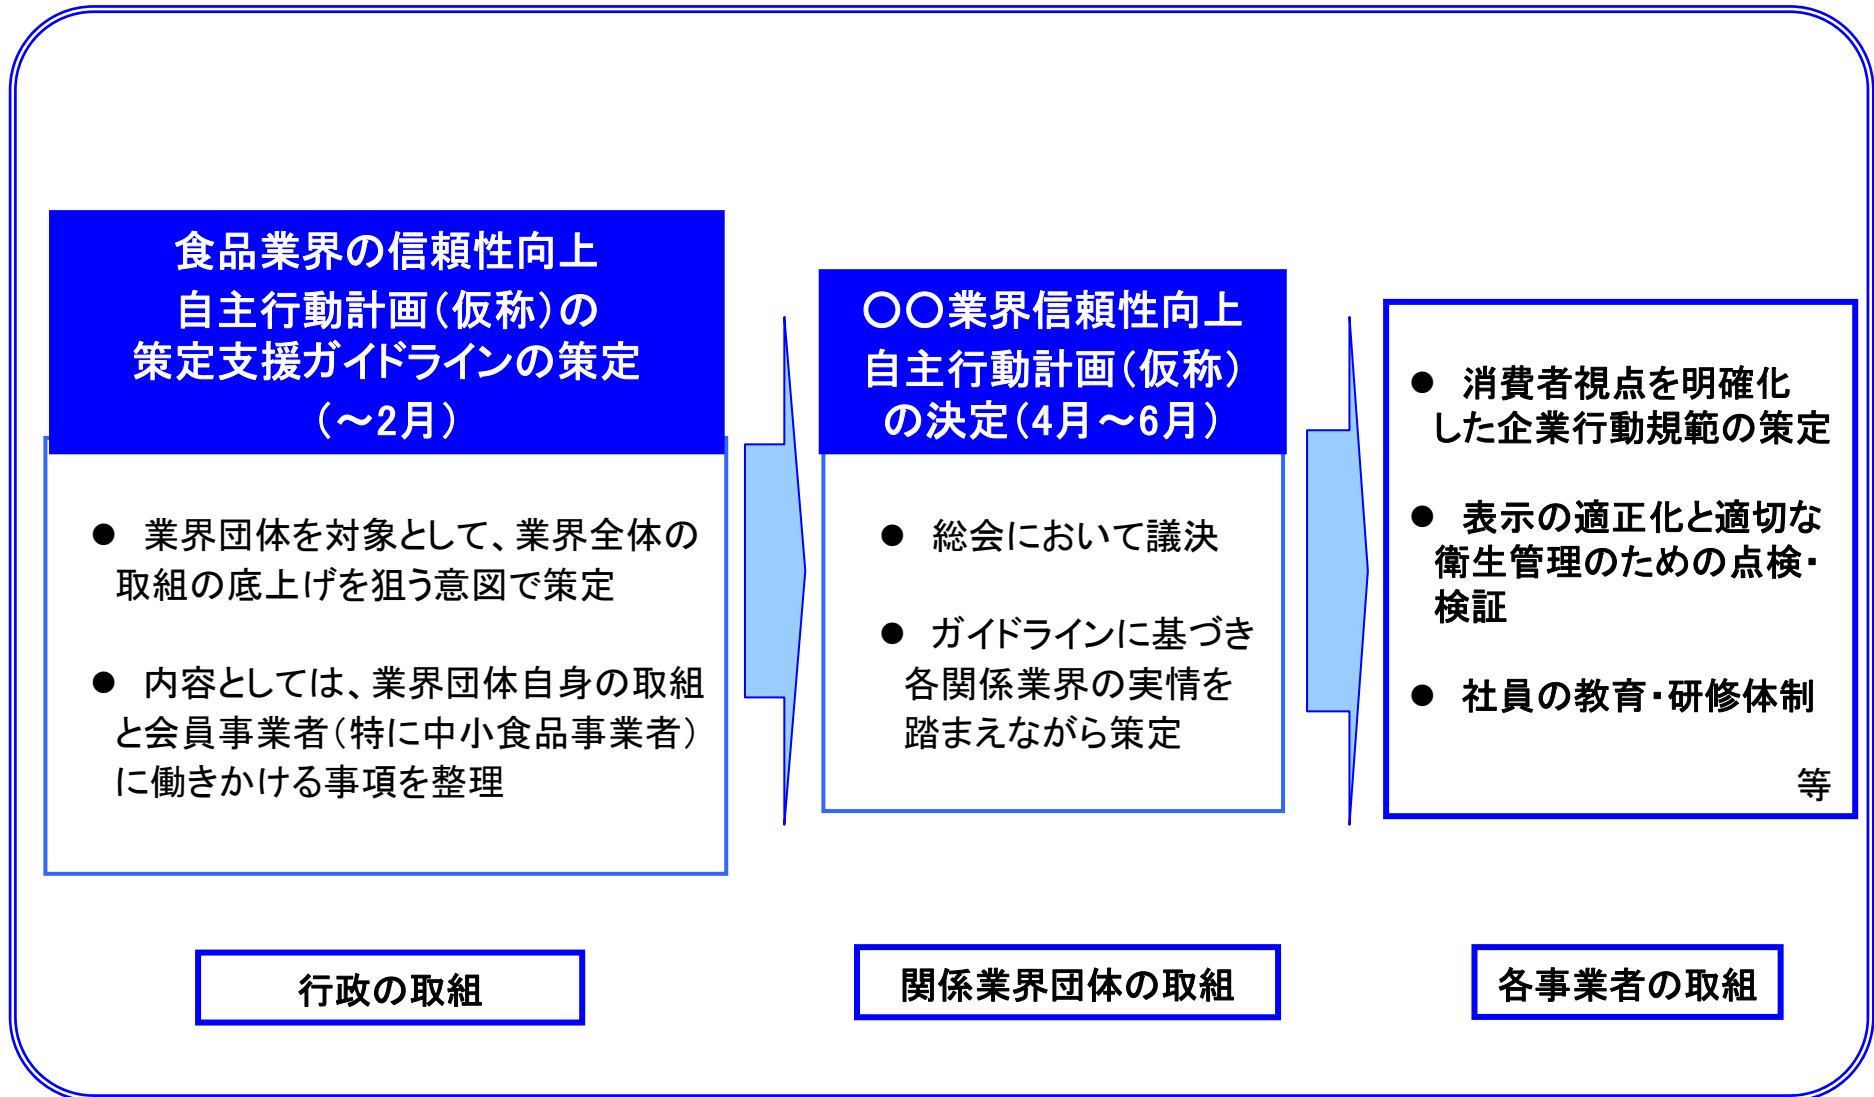 食品業界の信頼性向上
自主行動計画(仮称)の
策定支援ガイドラインの策定
(～2月)
● 業界団体を対象として、業界全体の
取組の底上げを狙う意図で策定
● 内容としては、業界団体自身の取組
と会員事業者(特に中小食品事業者)
に働きかける事項を整理
行政の取組
〇〇業界信頼性向上
自主行動計画(仮称)
の決定(4月～6月)
● 総会において議決
● ガイドラインに基づき
各関係業界の実情を
踏まえながら策定
関係業界団体の取組
● 消費者視点を明確化
した企業行動規範の策定
● 表示の適正化と適切な
衛生管理のための点検・
検証
● 社員の教育・研修体制
等
各事業者の取組